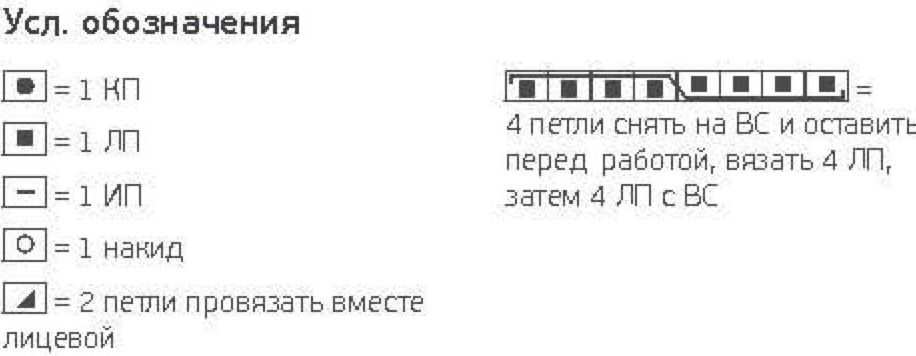 Усл. обозначения
= 1 КП
= 1 ЛП
= 1 ИП
= 1 накид
= 2 петли провязать вместе
лицевой
=
4 петли снять на ВС и оставить
перед работой, вязать 4 ЛП,
затем 4 ЛП с ВС